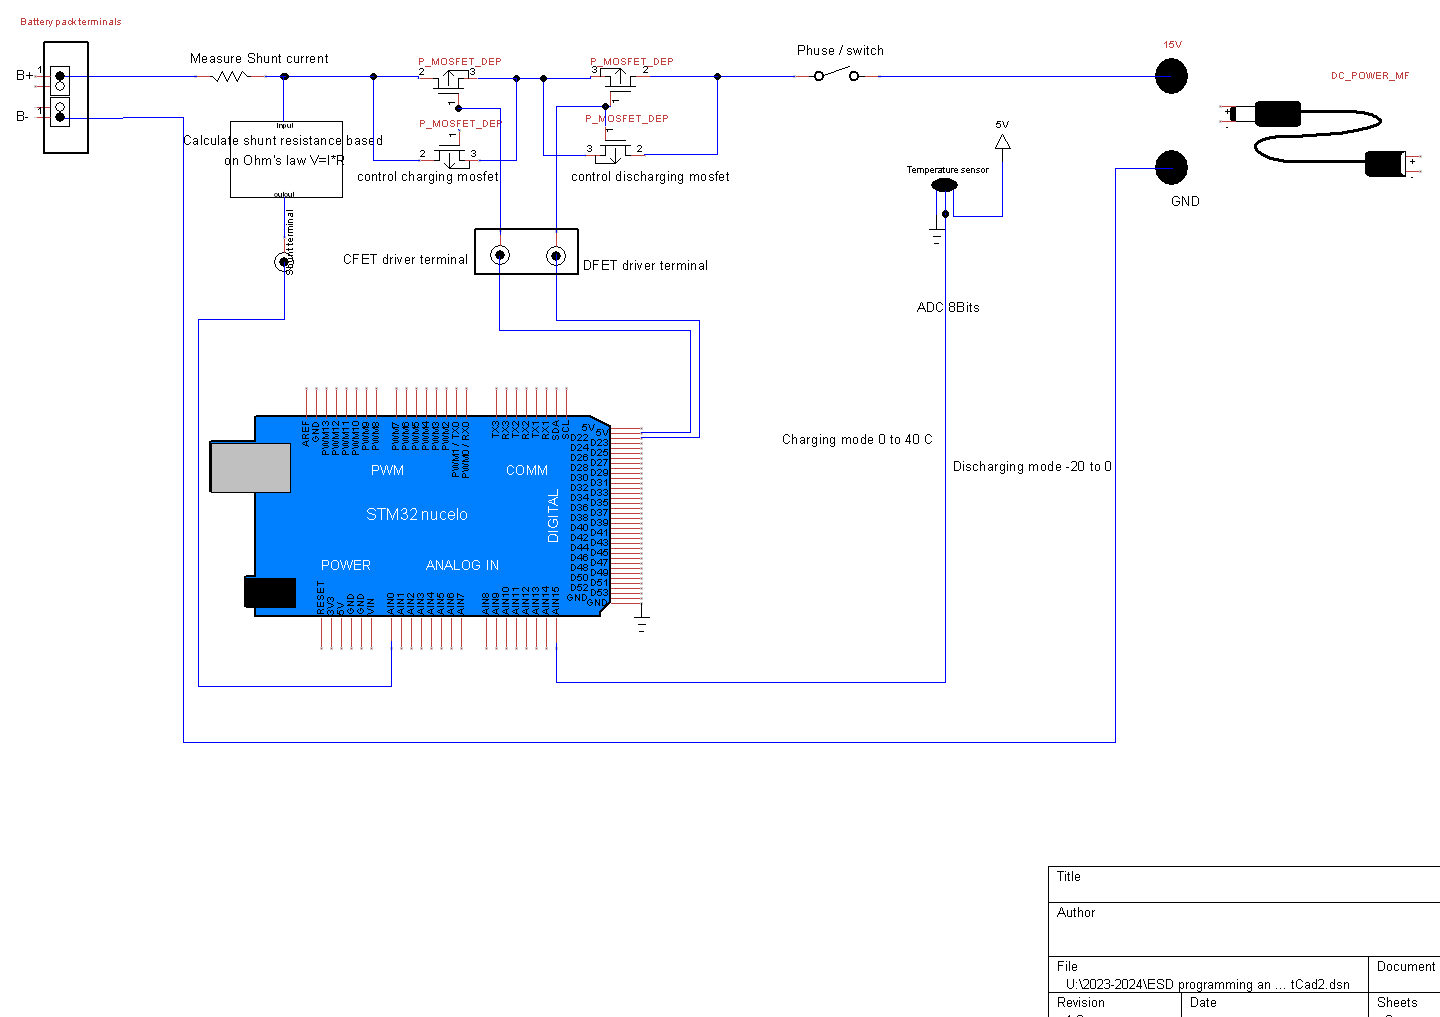 Battery pack terminals
B+
1
B-
1
Measure Shunt current
input
Calculate shunt resistance based
on Ohm's law V=I*R
output
Shunt terminal
P_MOSFET_DEP
2
3
1
P_MOSFET_DEP
1
2
3
control charging mosfet
P_MOSFET_DEP
3
2
1
P_MOSFET_DEP
1
3
2
control discharging mosfet
Phuse / switch
15V
DC_POWER_MF
+
-
+
-
GND
5V
Temperature sensor
CFET driver terminal
DFET driver terminal
ADC 8Bits
Charging mode 0 to 40 C
Discharging mode -20 to 0
AREF
GND
PWM13
PWM12
PWM11
PWM10
PWM9
PWM8
PWM7
PWM6
PWM5
PWM4
PWM3
PWM2
PWM1 / TX0
PWM0 / RX0
TX3
RX3
TX2
RX2
TX1
RX1
SDA
SCL
PWM
COMM
STM32 nucelo
DIGITAL
POWER
ANALOG IN
5V
5V
D22
D23
D24
D25
D26
D27
D28
D29
D30
D31
D32
D33
D34
D35
D36
D37
D38
D39
D40
D41
D42
D43
D44
D45
D46
D47
D48
D49
D50
D51
D52
D53
GND
GND
RESET
3V3
5V
GND
GND
VIN
AIN0
AIN1
AIN2
AIN3
AIN4
AIN5
AIN6
AIN7
AIN8
AIN9
AIN10
AIN11
AIN12
AIN13
AIN14
AIN15
Title
Author
File
U:\2023-2024\ESD programming an ... tCad2.dsn
Document
Revision
Date
Sheets